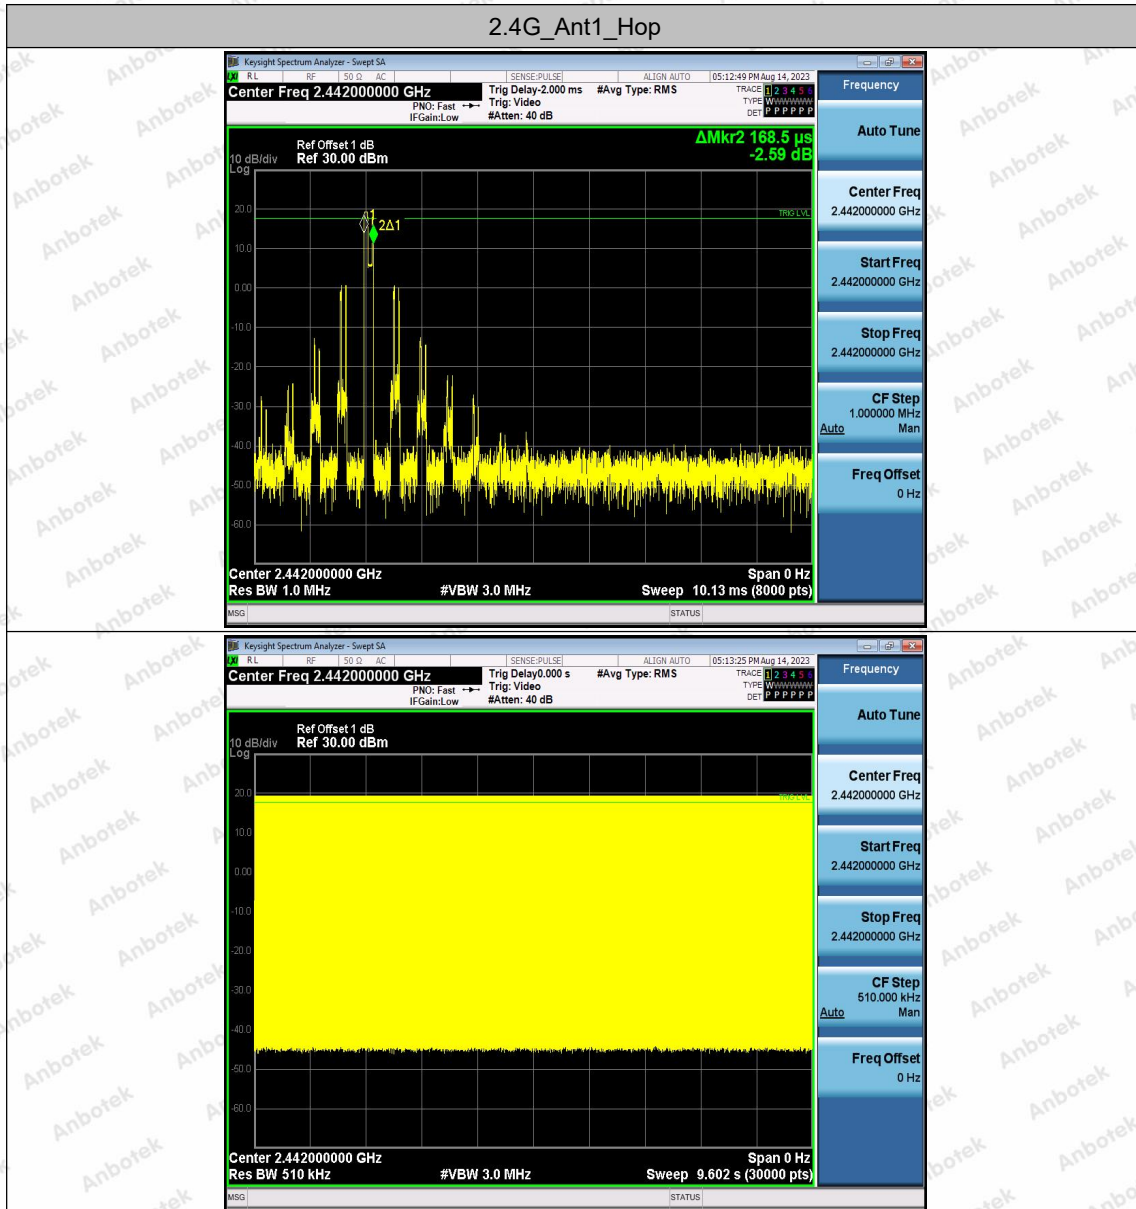 2.4G_Ant1_Hop
Keysight Spectrum Analyzer - Swept SA
LXI RL RF 50 Ω AC SENSE:PULSE ALIGN AUTO 05:12:49 PM Aug 14, 2023
Center Freq 2.442000000 GHz
Trig Delay-2.000 ms #Avg Type: RMS TRACE 1 2 3 4 5 6
PNO: Fast Trig: Video TYPE WWWWWW
IFGain:Low #Atten: 40 dB DET P P P P P P
Frequency
Auto Tune
Center Freq
2.442000000 GHz
Start Freq
2.442000000 GHz
Stop Freq
2.442000000 GHz
CF Step
1.000000 MHz
Auto Man
Freq Offset
0 Hz
ΔMkr2 168.5 µs
-2.59 dB
Ref Offset 1 dB
10 dB/div Ref 30.00 dBm
Log
20.0
10.0
0.00
-10.0
-20.0
-30.0
-40.0
-50.0
-60.0
TRIG LVL
1
2Δ1
Center 2.442000000 GHz Span 0 Hz
Res BW 1.0 MHz #VBW 3.0 MHz Sweep 10.13 ms (8000 pts)
MSG STATUS
Keysight Spectrum Analyzer - Swept SA
LXI RL RF 50 Ω AC SENSE:PULSE ALIGN AUTO 05:13:25 PM Aug 14, 2023
Center Freq 2.442000000 GHz
Trig Delay0.000 s #Avg Type: RMS TRACE 1 2 3 4 5 6
PNO: Fast Trig: Video TYPE WWWWWW
IFGain:Low #Atten: 40 dB DET P P P P P P
Frequency
Auto Tune
Center Freq
2.442000000 GHz
Start Freq
2.442000000 GHz
Stop Freq
2.442000000 GHz
CF Step
510.000 kHz
Auto Man
Freq Offset
0 Hz
Ref Offset 1 dB
10 dB/div Ref 30.00 dBm
Log
20.0
10.0
0.00
-10.0
-20.0
-30.0
-40.0
-50.0
-60.0
TRIG LVL
Center 2.442000000 GHz Span 0 Hz
Res BW 510 kHz #VBW 3.0 MHz Sweep 9.602 s (30000 pts)
MSG STATUS
Anbotek